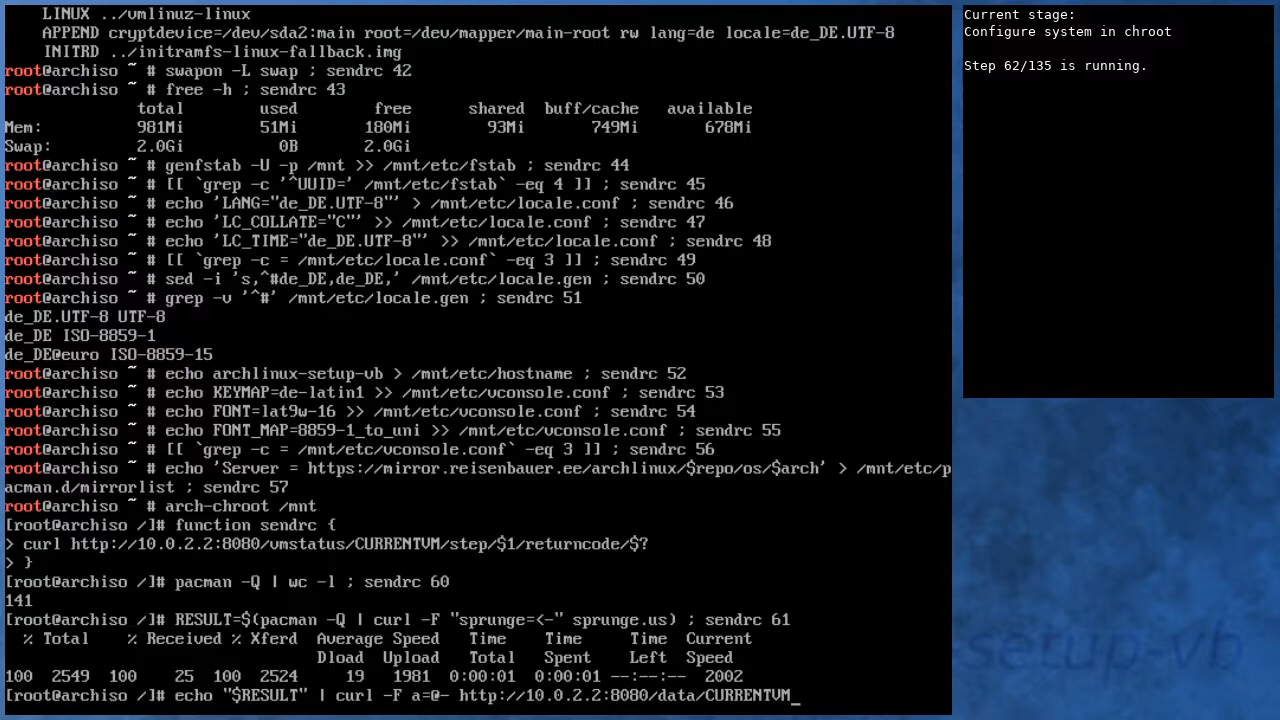 LINUX ../vmlinuz-linux
APPEND cryptdevice=/dev/sda2:main root=/dev/mapper/main-root rw lang=de locale=de_DE.UTF-8
INITRD ../initramfs-linux-fallback.img
root@archiso ~ # swapon -L swap ; sendrc 42
root@archiso ~ # free -h ; sendrc 43
total used free shared buff/cache available
Mem: 981Mi 51Mi 180Mi 93Mi 749Mi 678Mi
Swap: 2.0Gi 0B 2.0Gi
root@archiso ~ # genfstab -U -p /mnt >> /mnt/etc/fstab ; sendrc 44
root@archiso ~ # [[ `grep -c '^UUID=' /mnt/etc/fstab` -eq 4 ]] ; sendrc 45
root@archiso ~ # echo 'LANG="de_DE.UTF-8"' > /mnt/etc/locale.conf ; sendrc 46
root@archiso ~ # echo 'LC_COLLATE="C"' >> /mnt/etc/locale.conf ; sendrc 47
root@archiso ~ # echo 'LC_TIME="de_DE.UTF-8"' >> /mnt/etc/locale.conf ; sendrc 48
root@archiso ~ # [[ `grep -c = /mnt/etc/locale.conf` -eq 3 ]] ; sendrc 49
root@archiso ~ # sed -i 's,^#de_DE,de_DE,' /mnt/etc/locale.gen ; sendrc 50
root@archiso ~ # grep -v '^#' /mnt/etc/locale.gen ; sendrc 51
de_DE.UTF-8 UTF-8
de_DE ISO-8859-1
de_DE@euro ISO-8859-15
root@archiso ~ # echo archlinux-setup-vb > /mnt/etc/hostname ; sendrc 52
root@archiso ~ # echo KEYMAP=de-latin1 >> /mnt/etc/vconsole.conf ; sendrc 53
root@archiso ~ # echo FONT=lat9w-16 >> /mnt/etc/vconsole.conf ; sendrc 54
root@archiso ~ # echo FONT_MAP=8859-1_to_uni >> /mnt/etc/vconsole.conf ; sendrc 55
root@archiso ~ # [[ `grep -c = /mnt/etc/vconsole.conf` -eq 3 ]] ; sendrc 56
root@archiso ~ # echo 'Server = https://mirror.reisenbauer.ee/archlinux/$repo/os/$arch' > /mnt/etc/p
acman.d/mirrorlist ; sendrc 57
root@archiso ~ # arch-chroot /mnt
[root@archiso /]# function sendrc {
> curl http://10.0.2.2:8080/vmstatus/CURRENTVM/step/$1/returncode/$?
> }
[root@archiso /]# pacman -Q | wc -l ; sendrc 60
141
[root@archiso /]# RESULT=$(pacman -Q | curl -F "sprunge=<-" sprunge.us) ; sendrc 61
% Total % Received % Xferd Average Speed Time Time Time Current
Dload Upload Total Spent Left Speed
100 2549 100 25 100 2524 19 1981 0:00:01 0:00:01 --:--:-- 2002
[root@archiso /]# echo "$RESULT" | curl -F a=@- http://10.0.2.2:8080/data/CURRENTVM_
Current stage:
Configure system in chroot
Step 62/135 is running.
setup-vb